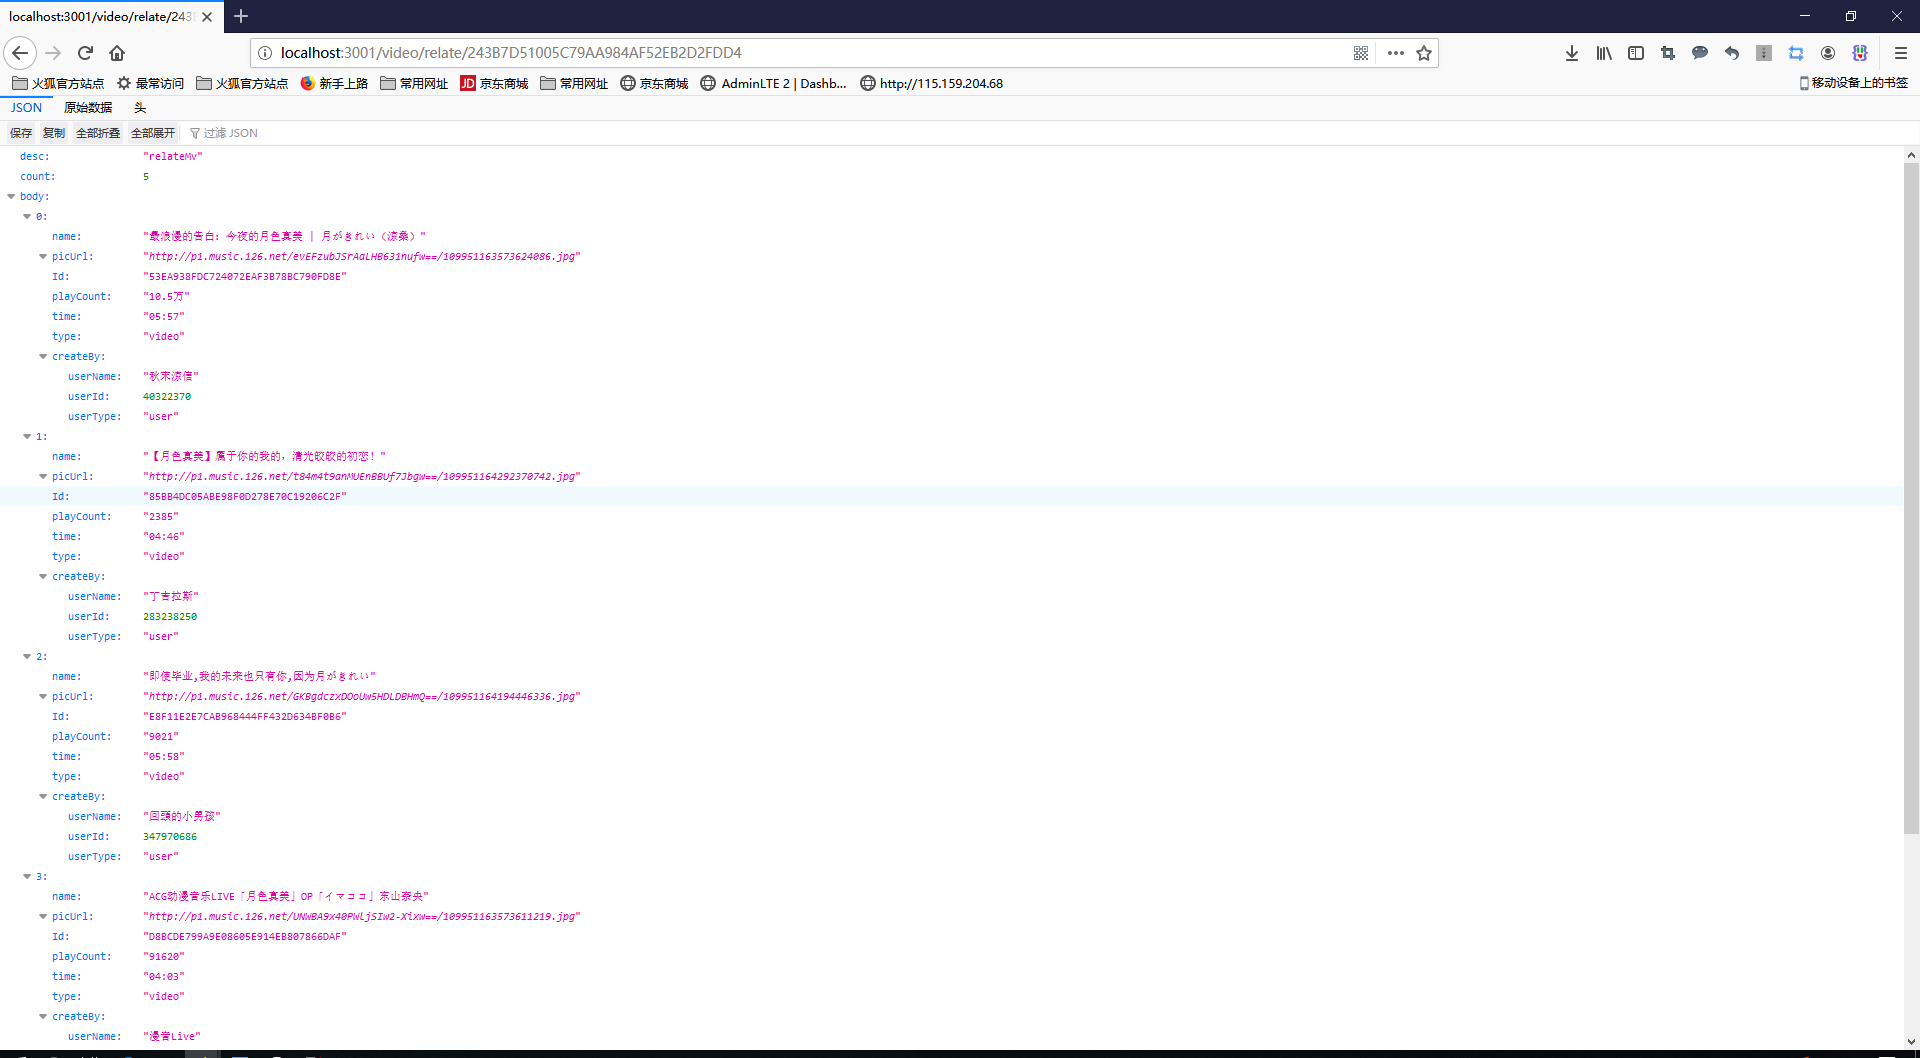 localhost:3001/video/relate/243
localhost:3001/video/relate/243B7D51005C79AA984AF52EB2D2FDD4
火狐官方站点 最常访问 火狐官方站点 新手上路 常用网址 JD 京东商城 常用网址 京东商城 AdminLTE 2 | Dashb... http://115.159.204.68 移动设备上的书签
JSON 原始数据 头
保存 复制 全部折叠 全部展开 过滤 JSON
desc: "relateMv"
count: 5
body:
0:
name: "最浪漫的告白: 今夜的月色真美 | 月がきれい（凉桑）"
picUrl: "http://p1.music.126.net/evEFzubJSrAaLHB631nufw==/109951163573624086.jpg"
Id: "53EA938FDC724072EAF3B78BC790FD8E"
playCount: "10.5万"
time: "05:57"
type: "video"
createBy:
userName: "秋来凉信"
userId: 40322370
userType: "user"
1:
name: "【月色真美】属于你的我的，清光皎皎的初恋！"
picUrl: "http://p1.music.126.net/t84m4t9anMUEnBBUf7Jbgw==/109951164292370742.jpg"
Id: "85BB4DC05ABE98F0D278E70C19206C2F"
playCount: "2385"
time: "04:46"
type: "video"
createBy:
userName: "丁吉拉斯"
userId: 283238250
userType: "user"
2:
name: "即使毕业,我的未来也只有你,因为月がきれい"
picUrl: "http://p1.music.126.net/GKBgdczxDOoUw5HDLDBHmQ==/109951164194446336.jpg"
Id: "E8F11E2E7CAB968444FF432D634BF0B6"
playCount: "9021"
time: "05:58"
type: "video"
createBy:
userName: "回頭的小男孩"
userId: 347970686
userType: "user"
3:
name: "ACG动漫音乐LIVE「月色真美」OP「イマココ」东山奈央"
picUrl: "http://p1.music.126.net/UNWBA9x40PWljSIw2-Xixw==/109951163573611219.jpg"
Id: "D8BCDE799A9E08605E914EB807866DAF"
playCount: "91620"
time: "04:03"
type: "video"
createBy:
userName: "漫音Live"